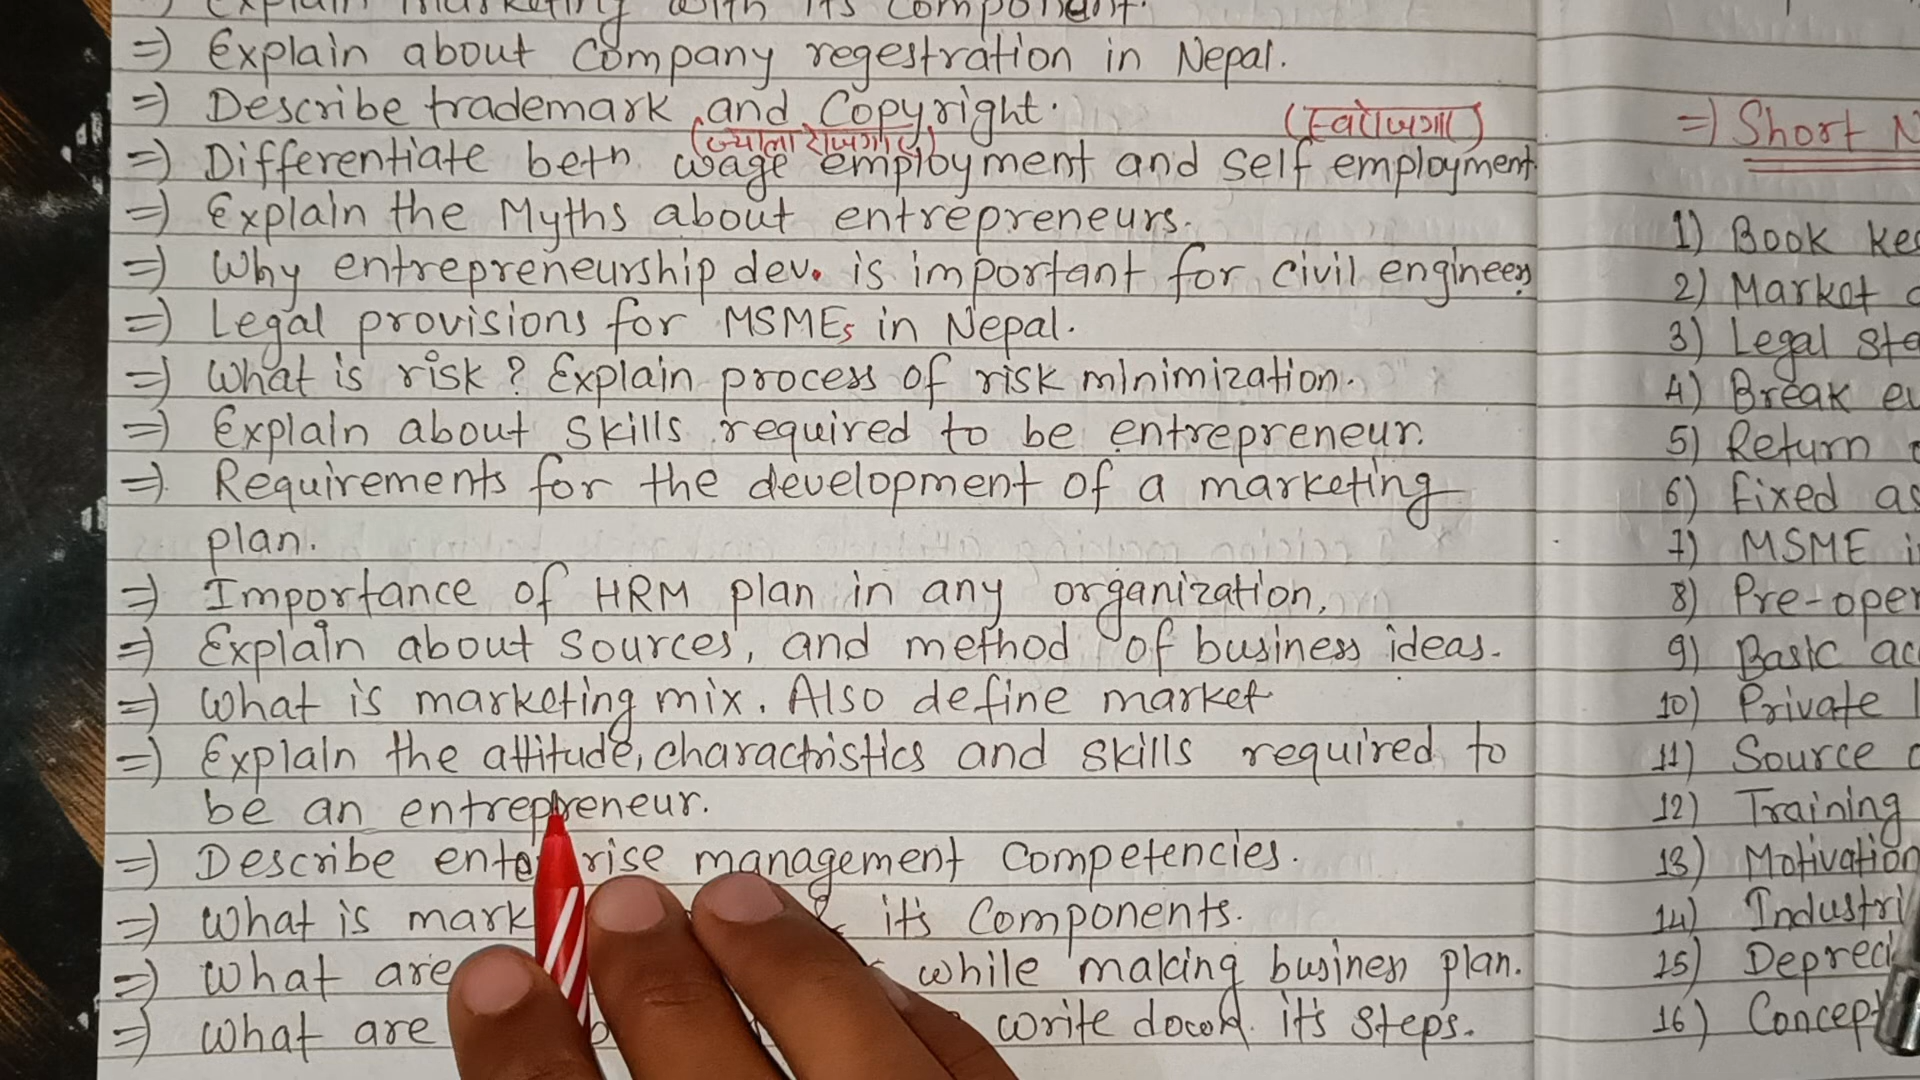 Explain marketing with its component.
=) Explain about Company regestration in Nepal.
=) Describe trademark and Copyright.
(ज्याला रोजगार) (स्वरोजगार)
=) Differentiate betn wage employment and self employment
=) Explain the Myths about entrepreneurs.
=) Why entrepreneurship dev. is important for civil engineers
=) Legal provisions for MSMEs in Nepal.
=) What is risk? Explain process of risk minimization.
=) Explain about skills required to be entrepreneur.
=) Requirements for the development of a marketing
plan.
=) Importance of HRM plan in any organization.
=) Explain about sources, and method of business ideas.
=) What is marketing mix. Also define market
=) Explain the attitude, charactristics and skills required to
be an entrepreneur.
=) Describe management Competencies.
=) What is it's Components.
=) What are while making business plan.
=) What are write down it's steps.
=) Short
1) Book
2) Market
3) Legal
4) Break
5) Return
6) Fixed
7) MSME
8) Pre-
9) Basic
10) Private
11) Source
12) Training
13) Motivation
14)
15)
16)